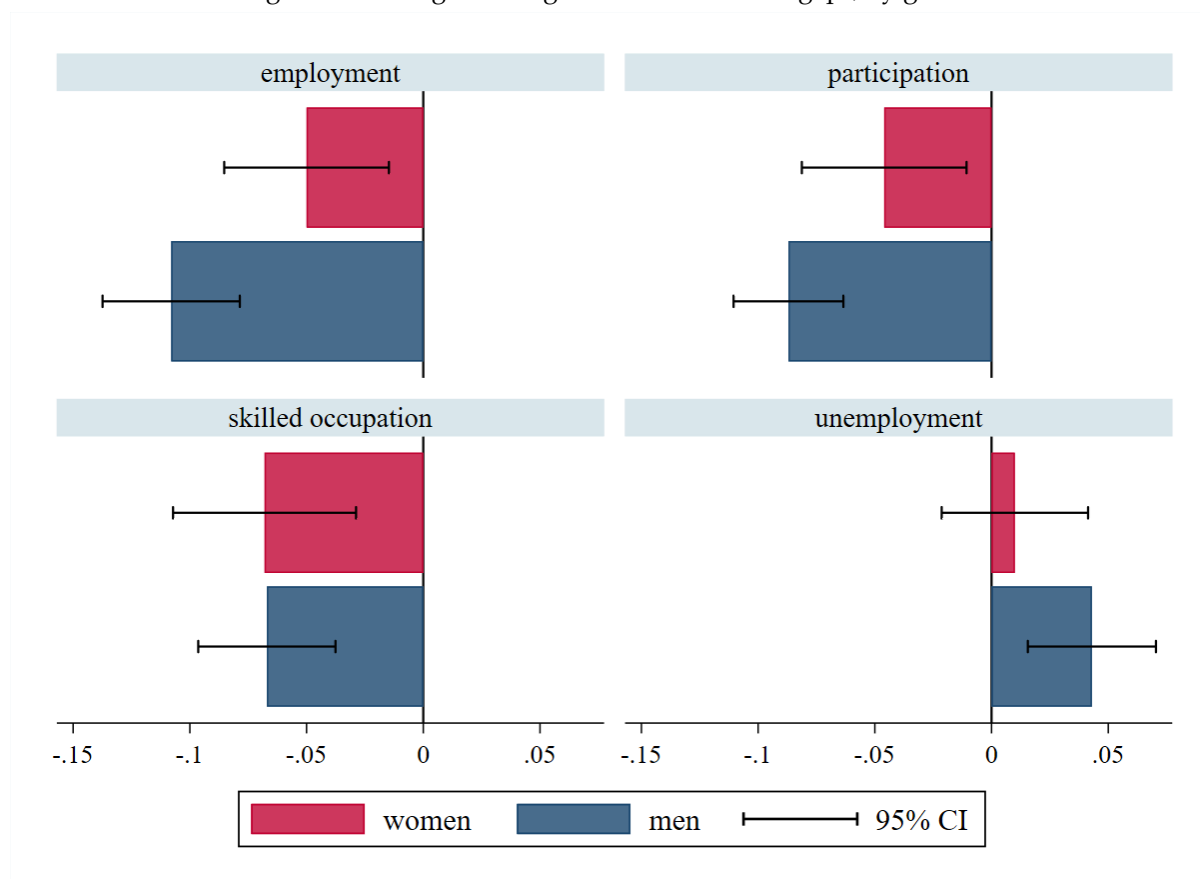 employment participation
skilled occupation unemployment
-.15 -.1 -.05 0 .05 -.15 -.1 -.05 0 .05
women men 95% CI